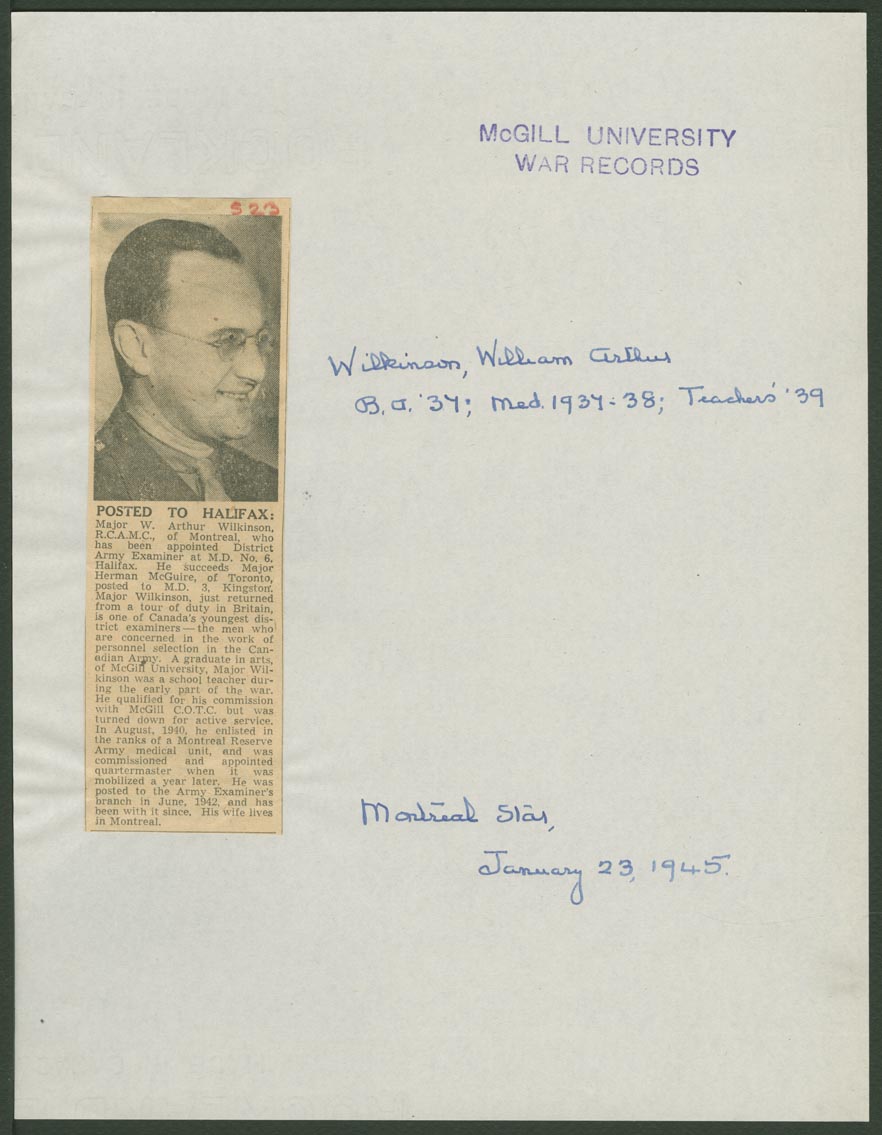 McGILL UNIVERSITY
WAR RECORDS
S 23
Wilkinson, William Arthur
B.A. '37; Med. 1937-38; Teachers' '39
POSTED TO HALIFAX:
Major W. Arthur Wilkinson,
R.C.A.M.C., of Montreal, who
has been appointed District
Army Examiner at M.D. No. 6,
Halifax. He succeeds Major
Herman McGuire, of Toronto,
posted to M.D. 3, Kingston.
Major Wilkinson, just returned
from a tour of duty in Britain,
is one of Canada's youngest dis-
trict examiners—the men who
are concerned in the work of
personnel selection in the Can-
adian Army. A graduate in arts,
of McGill University, Major Wil-
kinson was a school teacher dur-
ing the early part of the war.
He qualified for his commission
with McGill C.O.T.C. but was
turned down for active service.
In August, 1940, he enlisted in
the ranks of a Montreal Reserve
Army medical unit, and was
commissioned and appointed
quartermaster when it was
mobilized a year later. He was
posted to the Army Examiner's
branch in June, 1942, and has
been with it since. His wife lives
in Montreal.
Montreal Star,
January 23, 1945.